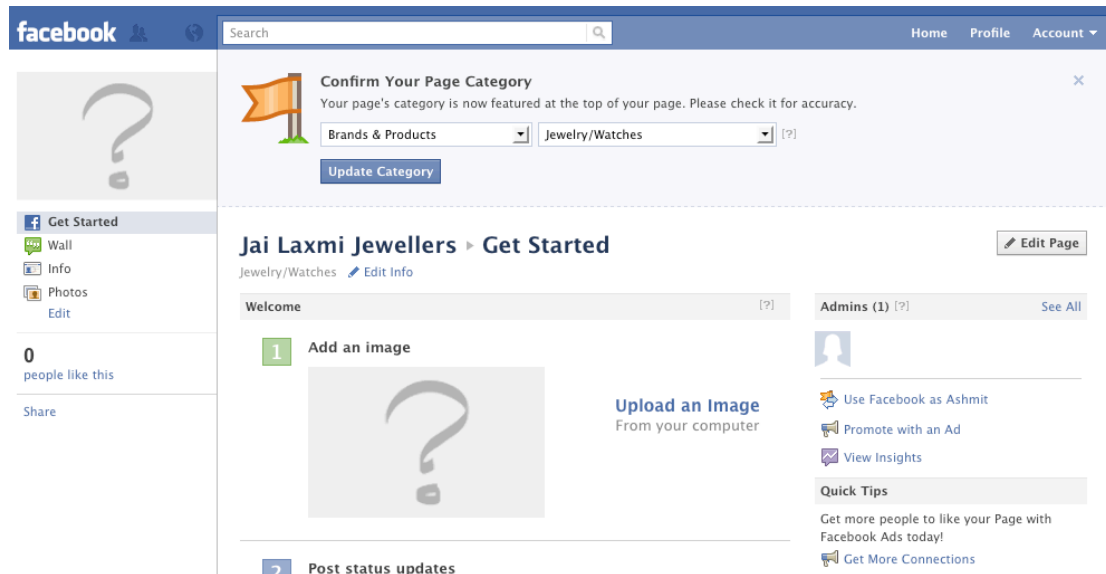 facebook
Search
Home Profile Account
Confirm Your Page Category
Your page's category is now featured at the top of your page. Please check it for accuracy.
Brands & Products Jewelry/Watches [?]
Update Category
Get Started
Wall
Info
Photos
Edit
0
people like this
Share
Jai Laxmi Jewellers ▸ Get Started
Edit Page
Jewelry/Watches Edit Info
Welcome [?]
1 Add an image
Upload an Image
From your computer
2 Post status updates
Admins (1) [?] See All
Use Facebook as Ashmit
Promote with an Ad
View Insights
Quick Tips
Get more people to like your Page with
Facebook Ads today!
Get More Connections